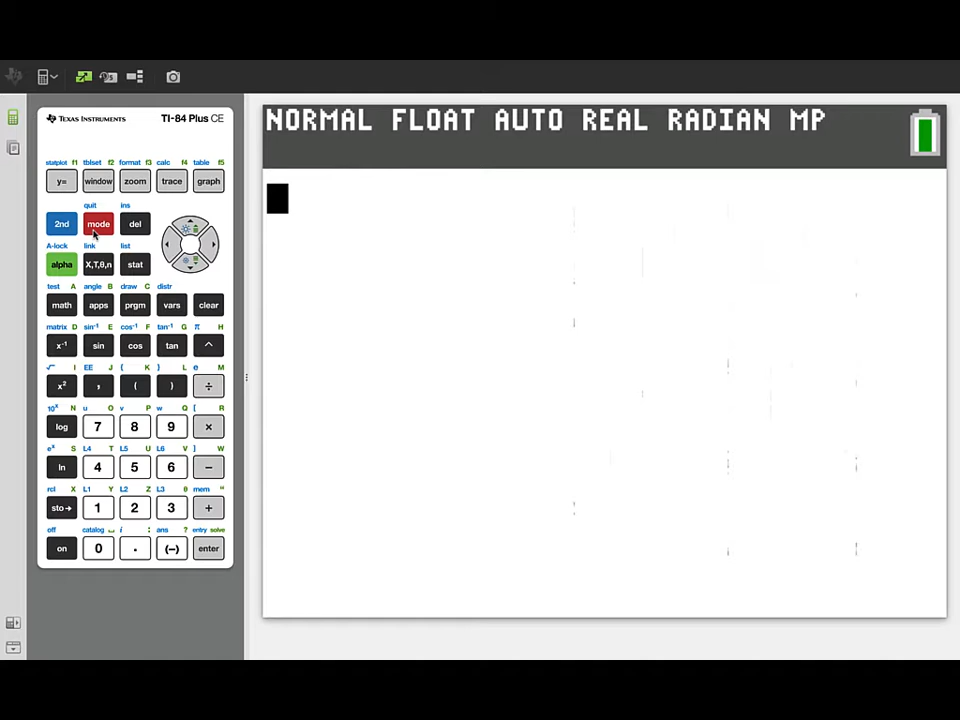 NORMAL FLOAT AUTO REAL RADIAN MP
TEXAS INSTRUMENTS TI-84 Plus CE
statplot f1 tblset f2 format f3 calc f4 table f5
y= window zoom trace graph
quit ins
2nd mode del
A-lock link list
alpha X,T,θ,n stat
test A angle B draw C distr
math apps prgm vars clear
matrix D sin⁻¹ E cos⁻¹ F tan⁻¹ G π H
x⁻¹ sin cos tan ^
√ I EE J { K } L e M
x² , ( ) ÷
10ˣ N u O v P w Q [ R
log 7 8 9 ×
eˣ S L4 T L5 U L6 V ] W
ln 4 5 6 −
rcl X L1 Y L2 Z L3 θ mem "
sto→ 1 2 3 +
off catalog ␣ i : ans ? entry solve
on 0 . (−) enter